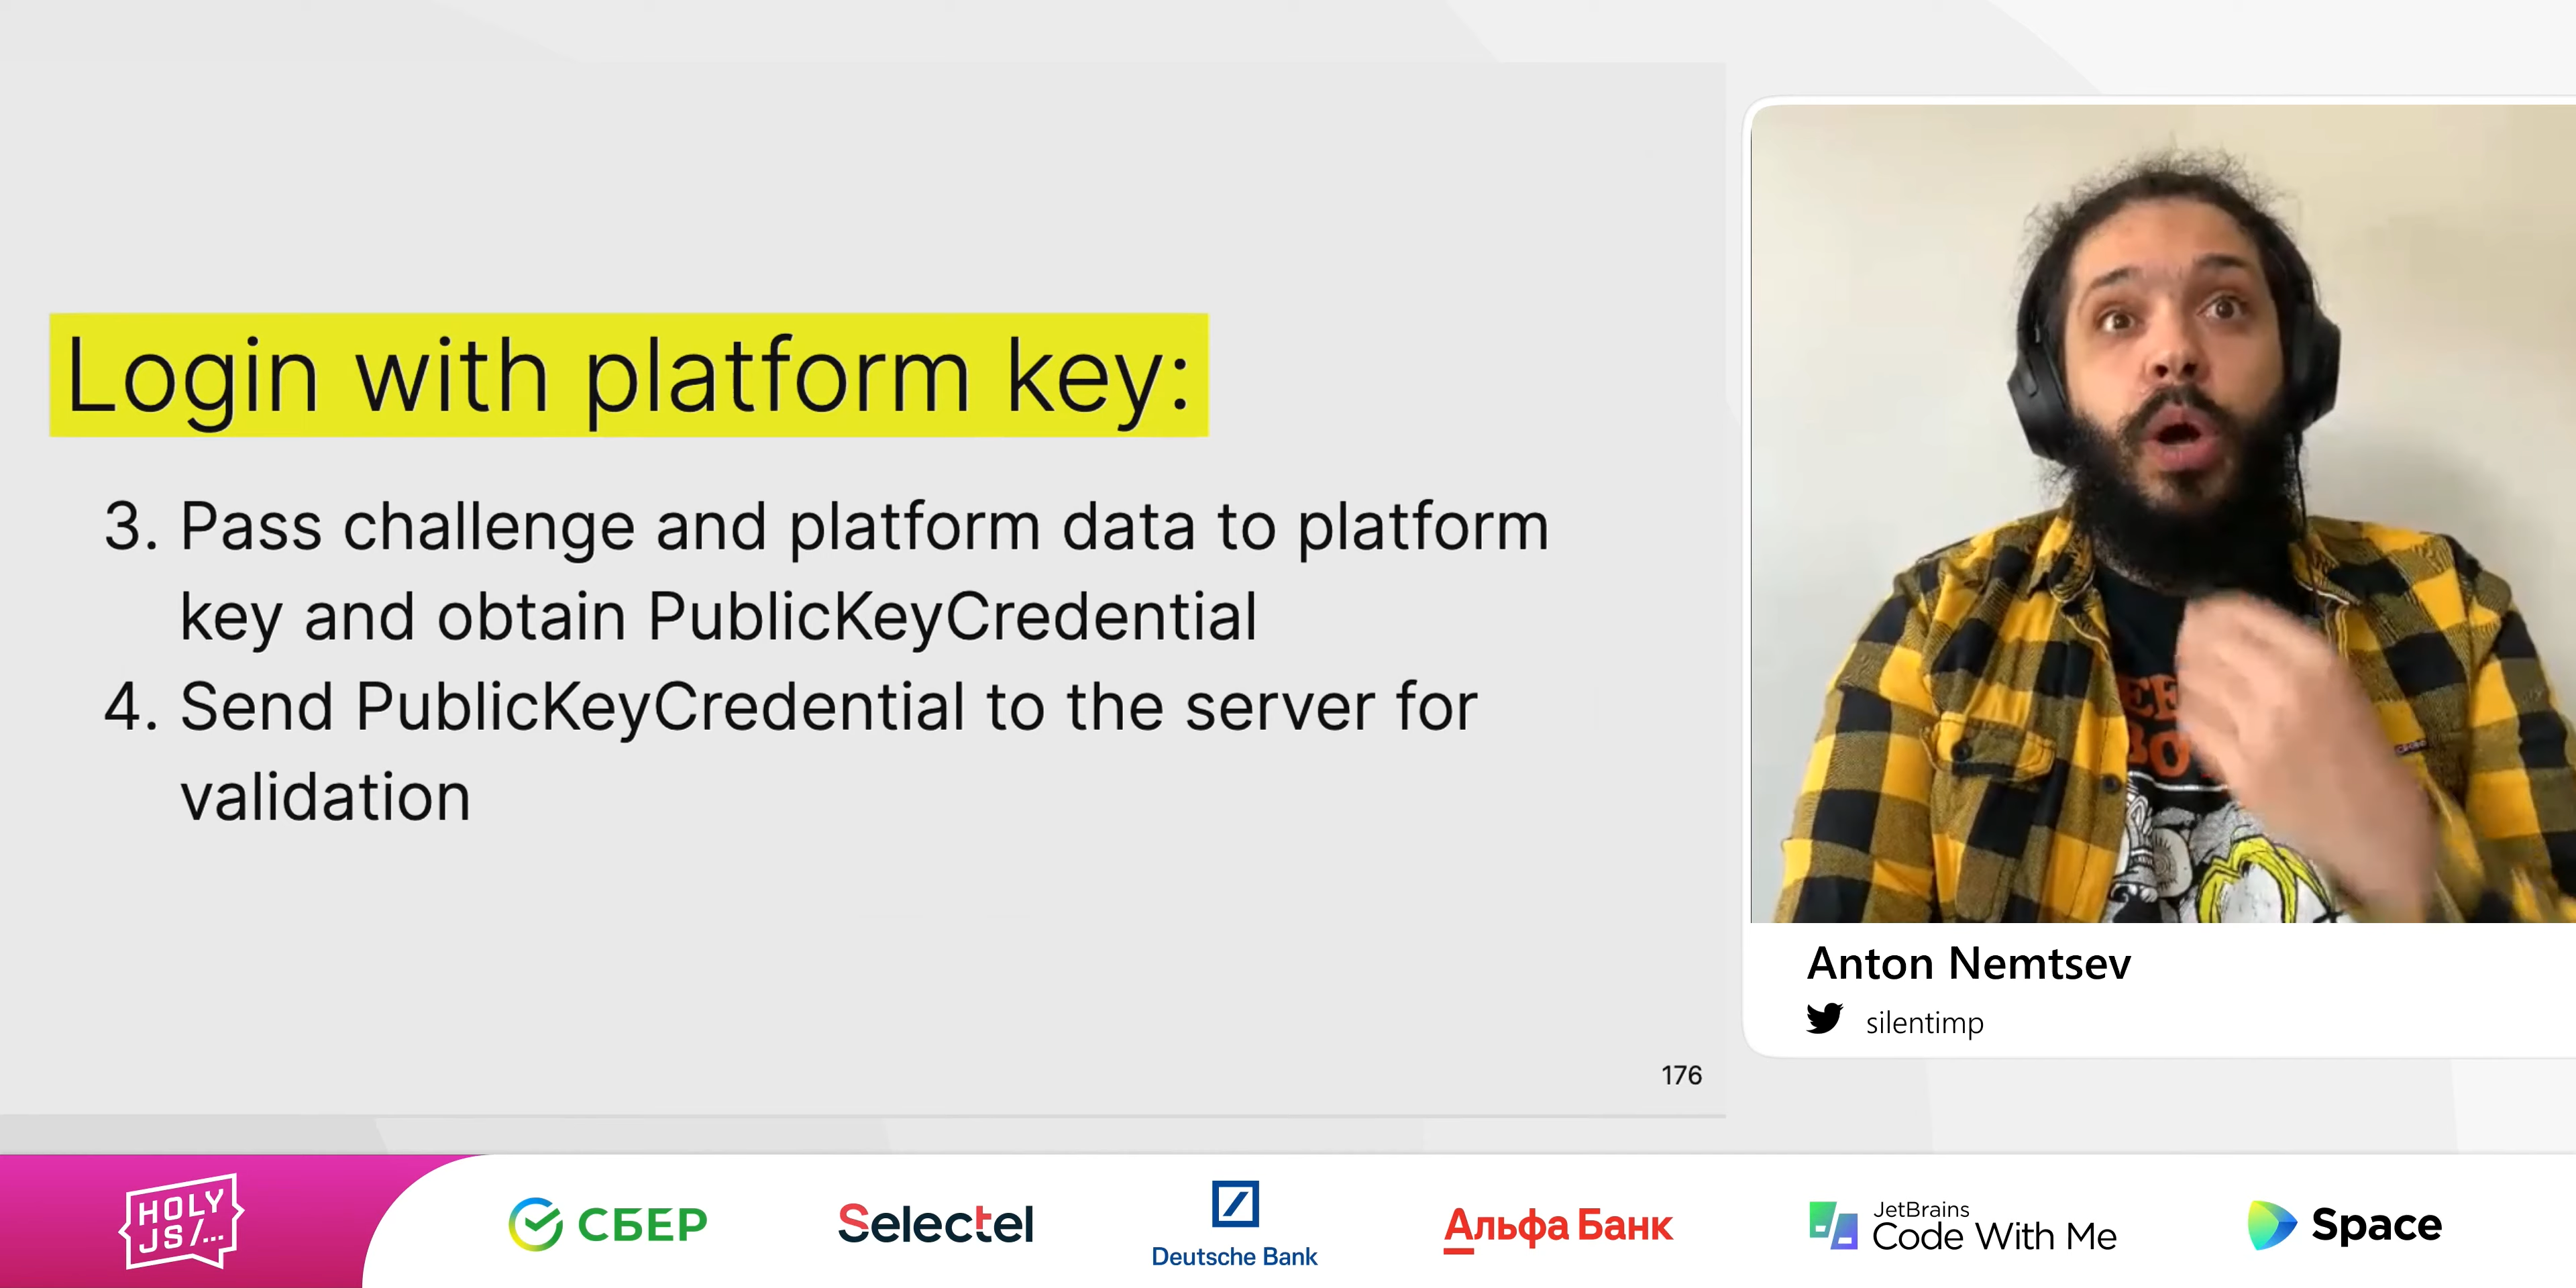 Login with platform key:
3. Pass challenge and platform data to platform
key and obtain PublicKeyCredential
4. Send PublicKeyCredential to the server for
validation
176
Anton Nemtsev
silentimp
HOLY
JS/...
СБЕР
Selectel
Deutsche Bank
Альфа Банк
JetBrains
Code With Me
Space